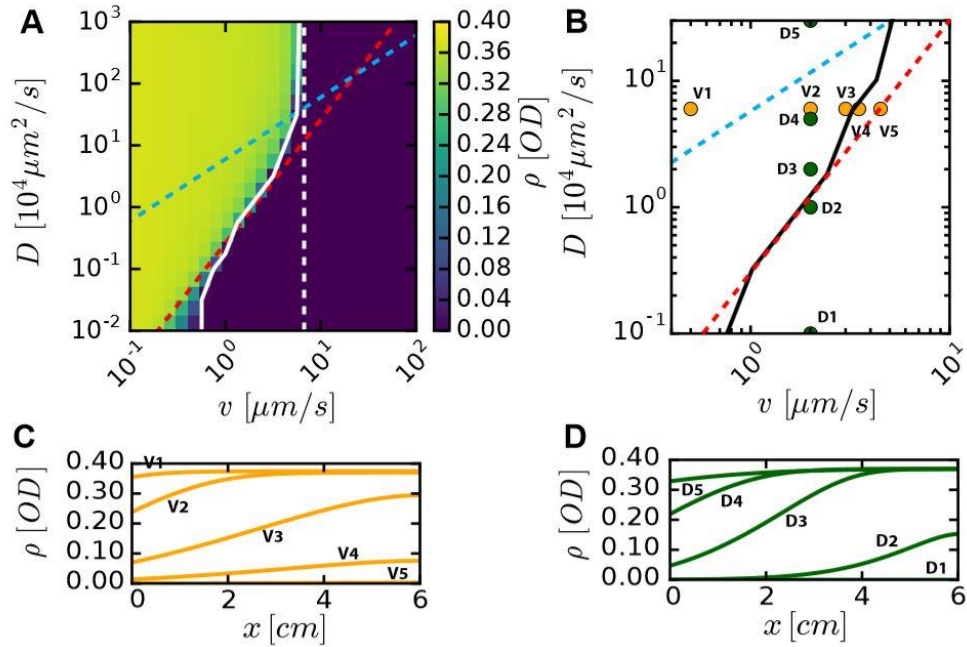 A
10^3
10^2
10^1
10^0
10^-1
10^-2
D [10^4 μm^2/s]
10^-1
10^0
10^1
10^2
v [μm/s]
0.40
0.36
0.32
0.28
0.24
0.20
0.16
0.12
0.08
0.04
0.00
ρ [OD]
B
10^1
10^0
10^-1
D [10^4 μm^2/s]
D5
V1
V2
V3
D4
V4
V5
D3
D2
D1
10^0
10^1
v [μm/s]
C
0.40
0.30
0.20
0.10
0.00
ρ [OD]
V1
V2
V3
V4
V5
0
2
4
6
x [cm]
D
0.40
0.30
0.20
0.10
0.00
ρ [OD]
D5
D4
D3
D2
D1
0
2
4
6
x [cm]